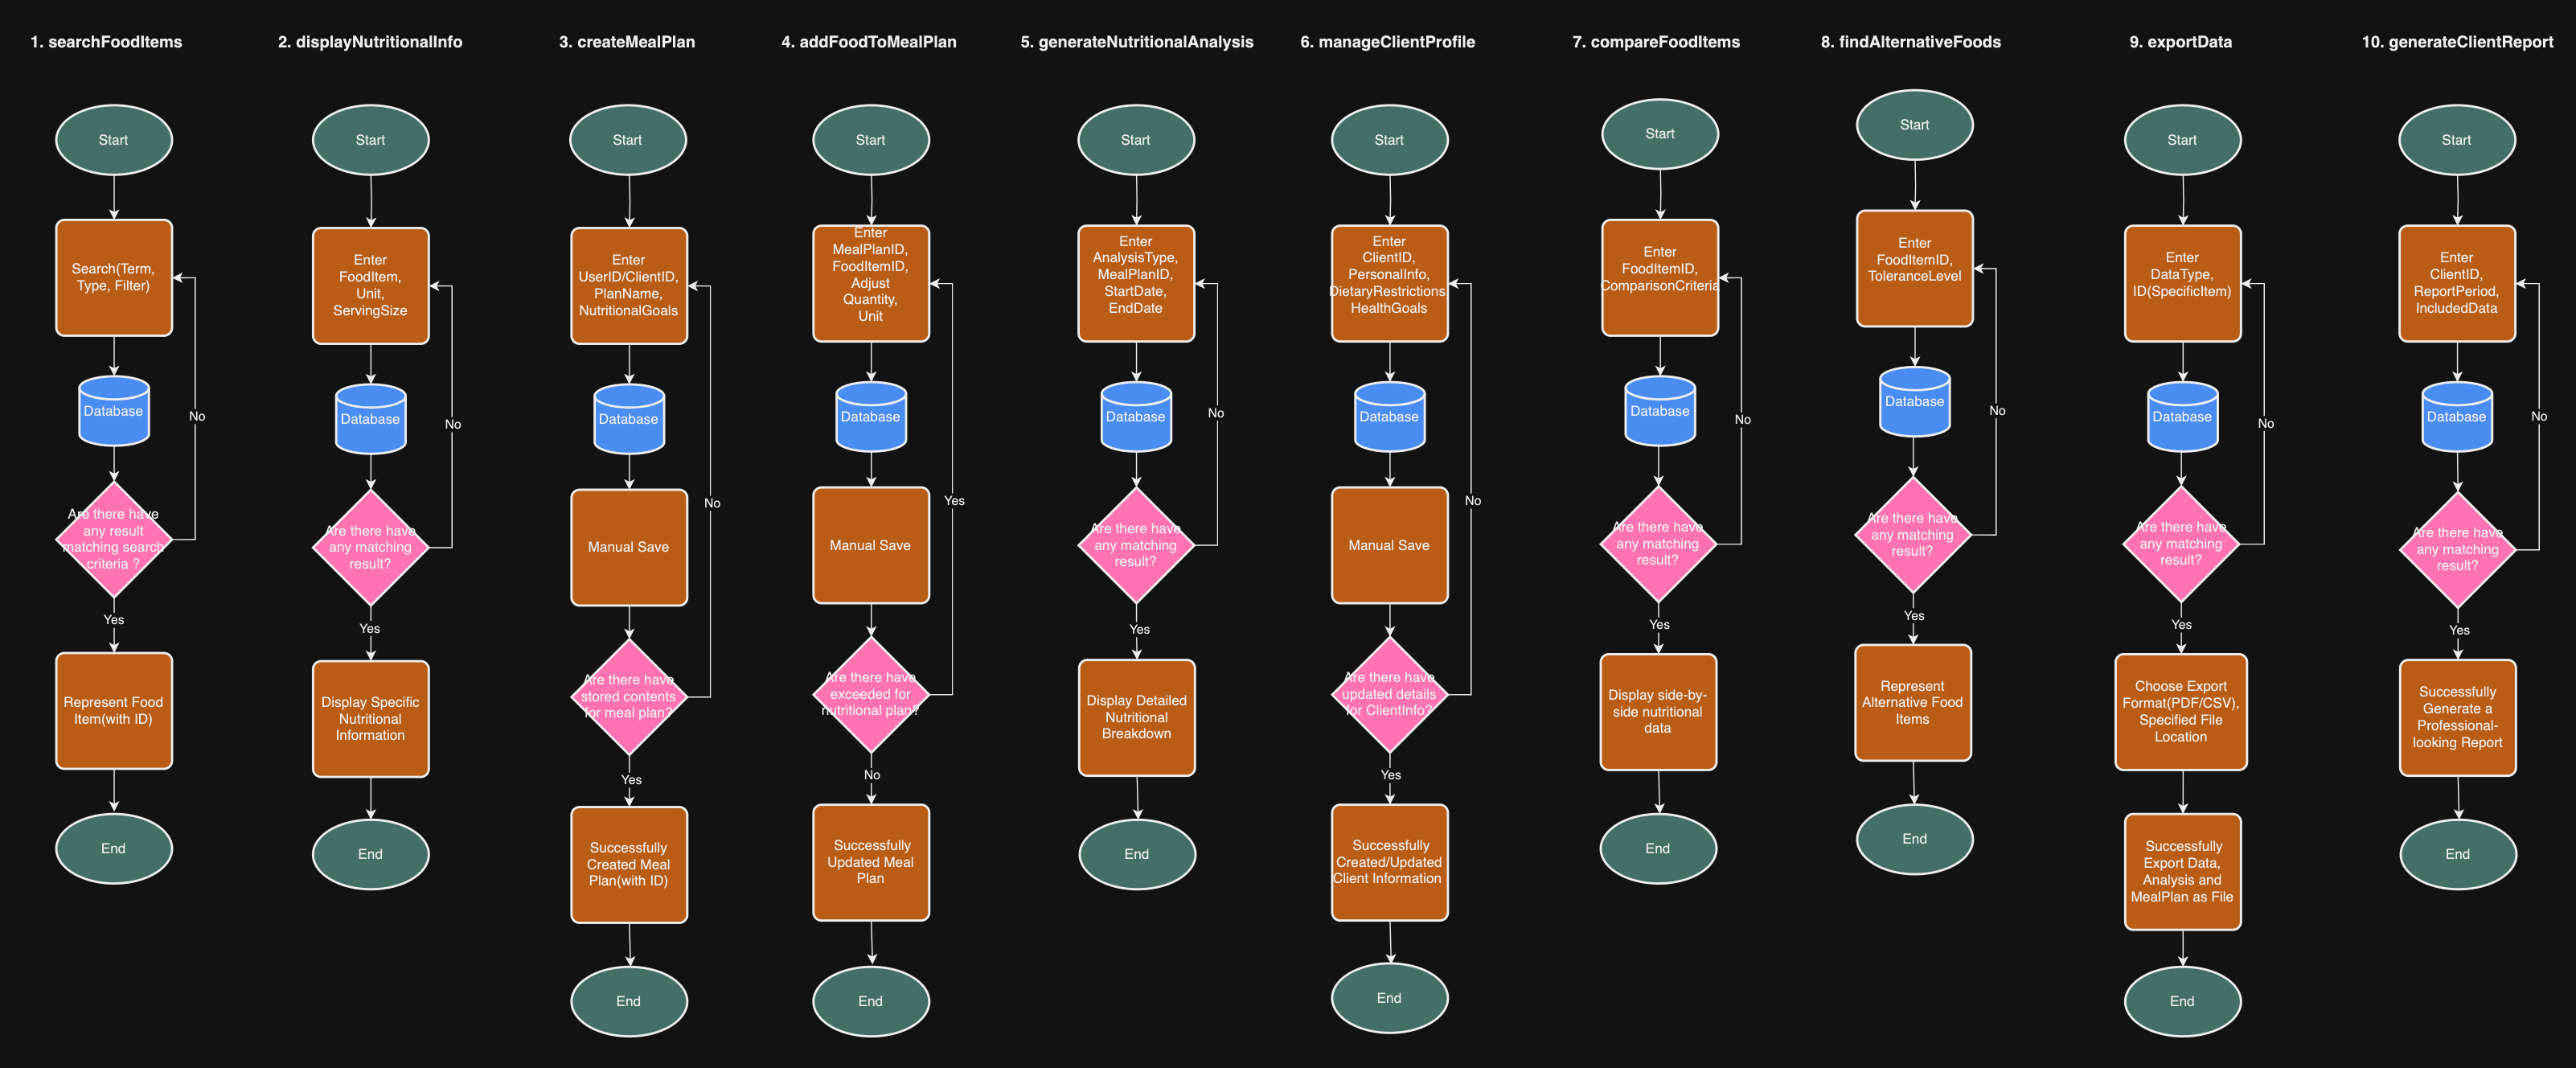 1. searchFoodItems
Start
Search(Term,
Type, Filter)
Database
No
Are there have
any result
matching search
criteria ?
Yes
Represent Food
Item(with ID)
End
2. displayNutritionalInfo
Start
Enter
FoodItem,
Unit,
ServingSize
Database
No
Are there have
any matching
result?
Yes
Display Specific
Nutritional
Information
End
3. createMealPlan
Start
Enter
UserID/ClientID,
PlanName,
NutritionalGoals
Database
Manual Save
No
Are there have
stored contents
for meal plan?
Yes
Successfully
Created Meal
Plan(with ID)
End
4. addFoodToMealPlan
Start
Enter
MealPlanID,
FoodItemID,
Adjust
Quantity,
Unit
Database
Manual Save
Yes
Are there have
exceeded for
nutritional plan?
No
Successfully
Updated Meal
Plan
End
5. generateNutritionalAnalysis
Start
Enter
AnalysisType,
MealPlanID,
StartDate,
EndDate
Database
No
Are there have
any matching
result?
Yes
Display Detailed
Nutritional
Breakdown
End
6. manageClientProfile
Start
Enter
ClientID,
PersonalInfo,
DietaryRestrictions,
HealthGoals
Database
Manual Save
No
Are there have
updated details
for ClientInfo?
Yes
Successfully
Created/Updated
Client Information
End
7. compareFoodItems
Start
Enter
FoodItemID,
ComparisonCriteria
Database
No
Are there have
any matching
result?
Yes
Display side-by-
side nutritional
data
End
8. findAlternativeFoods
Start
Enter
FoodItemID,
ToleranceLevel
Database
No
Are there have
any matching
result?
Yes
Represent
Alternative Food
Items
End
9. exportData
Start
Enter
DataType,
ID(SpecificItem)
Database
No
Are there have
any matching
result?
Yes
Choose Export
Format(PDF/CSV),
Specified File
Location
Successfully
Export Data,
Analysis and
MealPlan as File
End
10. generateClientReport
Start
Enter
ClientID,
ReportPeriod,
IncludedData
Database
No
Are there have
any matching
result?
Yes
Successfully
Generate a
Professional-
looking Report
End